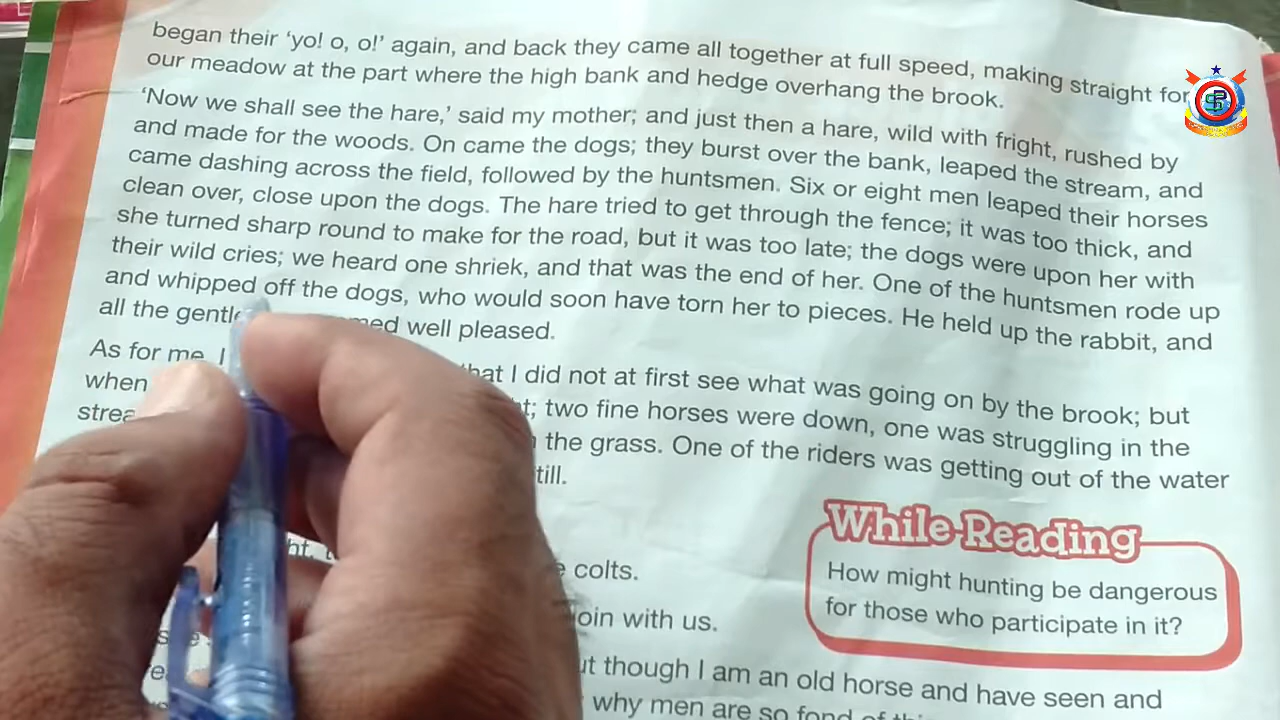 began their ‘yo! o, o!’ again, and back they came all together at full speed, making straight for
our meadow at the part where the high bank and hedge overhang the brook.
‘Now we shall see the hare,’ said my mother; and just then a hare, wild with fright, rushed by
and made for the woods. On came the dogs; they burst over the bank, leaped the stream, and
came dashing across the field, followed by the huntsmen. Six or eight men leaped their horses
clean over, close upon the dogs. The hare tried to get through the fence; it was too thick, and
she turned sharp round to make for the road, but it was too late; the dogs were upon her with
their wild cries; we heard one shriek, and that was the end of her. One of the huntsmen rode up
and whipped off the dogs, who would soon have torn her to pieces. He held up the rabbit, and
all the well pleased.
As for me, I that I did not at first see what was going on by the brook; but
when two fine horses were down, one was struggling in the
the grass. One of the riders was getting out of the water
till.
While-Reading
How might hunting be dangerous
for those who participate in it?
colts.
join with us.
though I am an old horse and have seen and
why men are so fond of